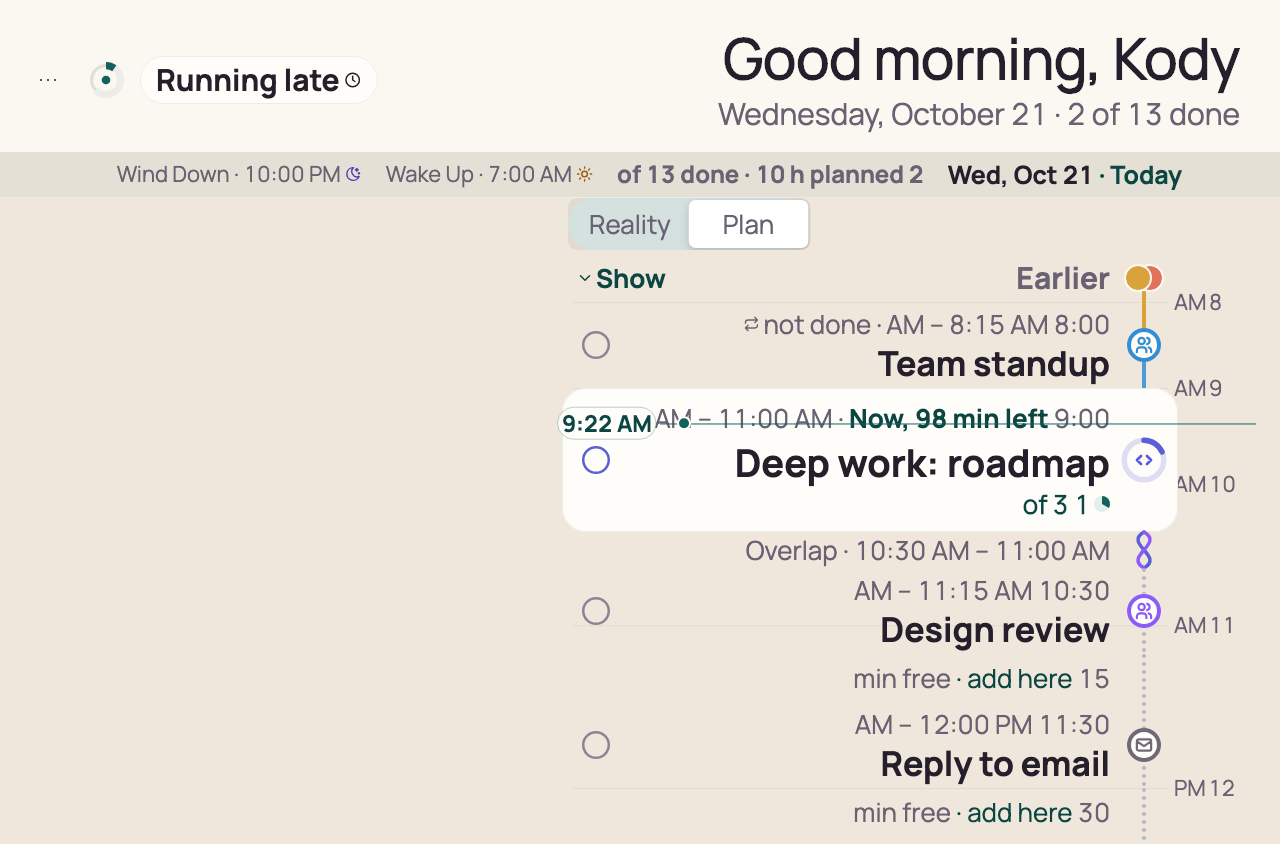 Good morning, Kody
Wednesday, October 21 · 2 of 13 done
Running late
...
Wed, Oct 21 · Today
of 13 done · 10 h planned 2
Wake Up · 7:00 AM
Wind Down · 10:00 PM
Reality
Plan
Earlier
Show
AM 8
not done · AM – 8:15 AM 8:00
Team standup
AM 9
9:22 AM
AM – 11:00 AM · Now, 98 min left 9:00
Deep work: roadmap
AM 10
of 3 1
Overlap · 10:30 AM – 11:00 AM
AM – 11:15 AM 10:30
Design review
AM 11
min free · add here 15
AM – 12:00 PM 11:30
Reply to email
PM 12
min free · add here 30